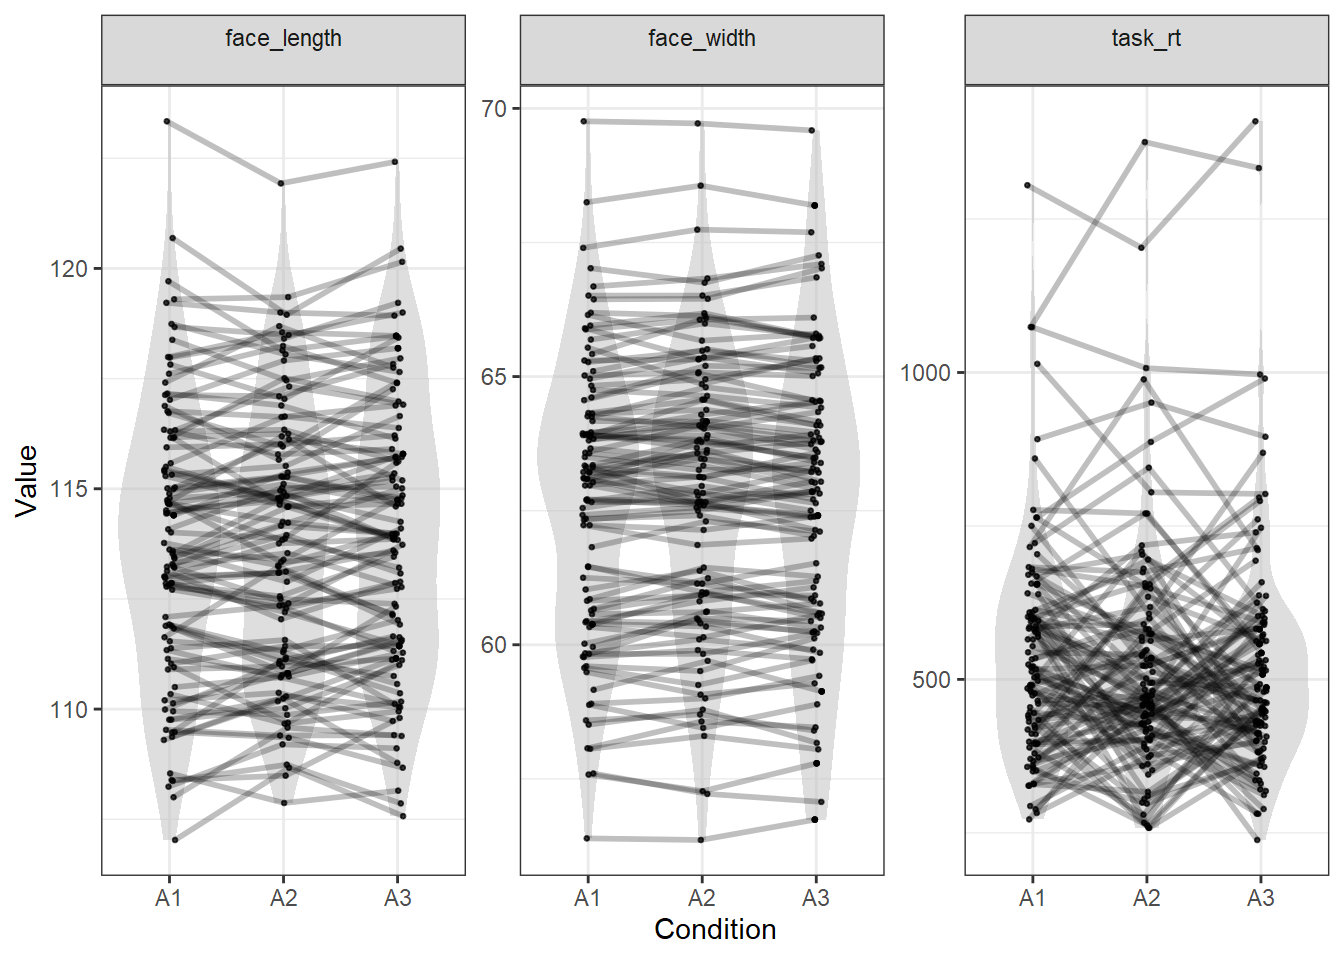 face_length face_width task_rt
Value
120
115
110
70
65
60
1000
500
A1 A2 A3 A1 A2 A3 A1 A2 A3
Condition